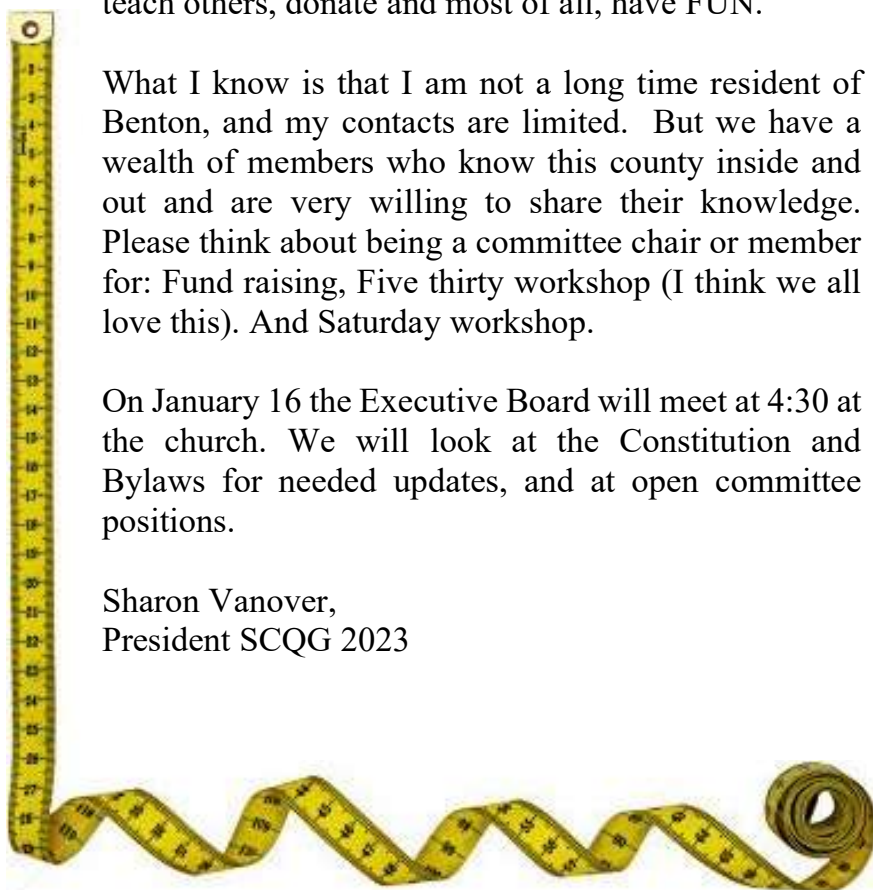 teach others, donate and most of all, have FUN.
What I know is that I am not a long time resident of
Benton, and my contacts are limited. But we have a
wealth of members who know this county inside and
out and are very willing to share their knowledge.
Please think about being a committee chair or member
for: Fund raising, Five thirty workshop (I think we all
love this). And Saturday workshop.
On January 16 the Executive Board will meet at 4:30 at
the church. We will look at the Constitution and
Bylaws for needed updates, and at open committee
positions.
Sharon Vanover,
President SCQG 2023